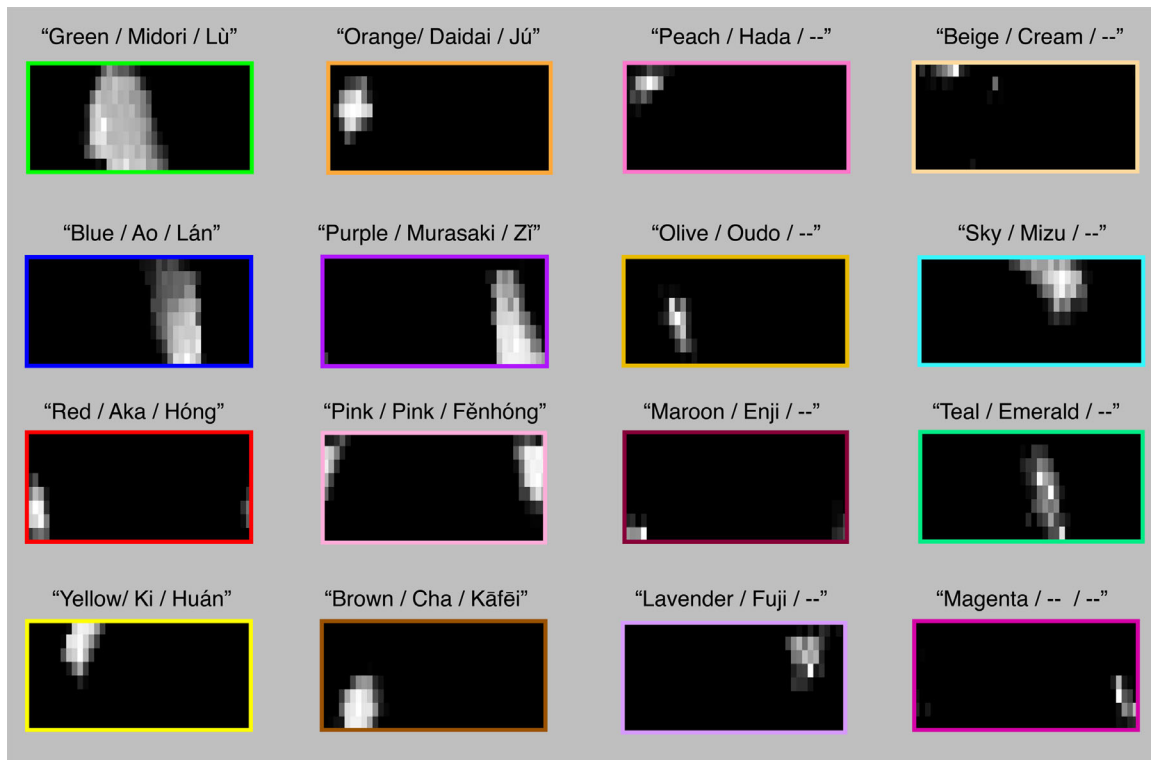 “Green / Midori / Lǜ”
“Orange/ Daidai / Jú”
“Peach / Hada / --”
“Beige / Cream / --”
“Blue / Ao / Lán”
“Purple / Murasaki / Zǐ”
“Olive / Oudo / --”
“Sky / Mizu / --”
“Red / Aka / Hóng”
“Pink / Pink / Fěnhóng”
“Maroon / Enji / --”
“Teal / Emerald / --”
“Yellow/ Ki / Huán”
“Brown / Cha / Kāfēi”
“Lavender / Fuji / --”
“Magenta / -- / --”